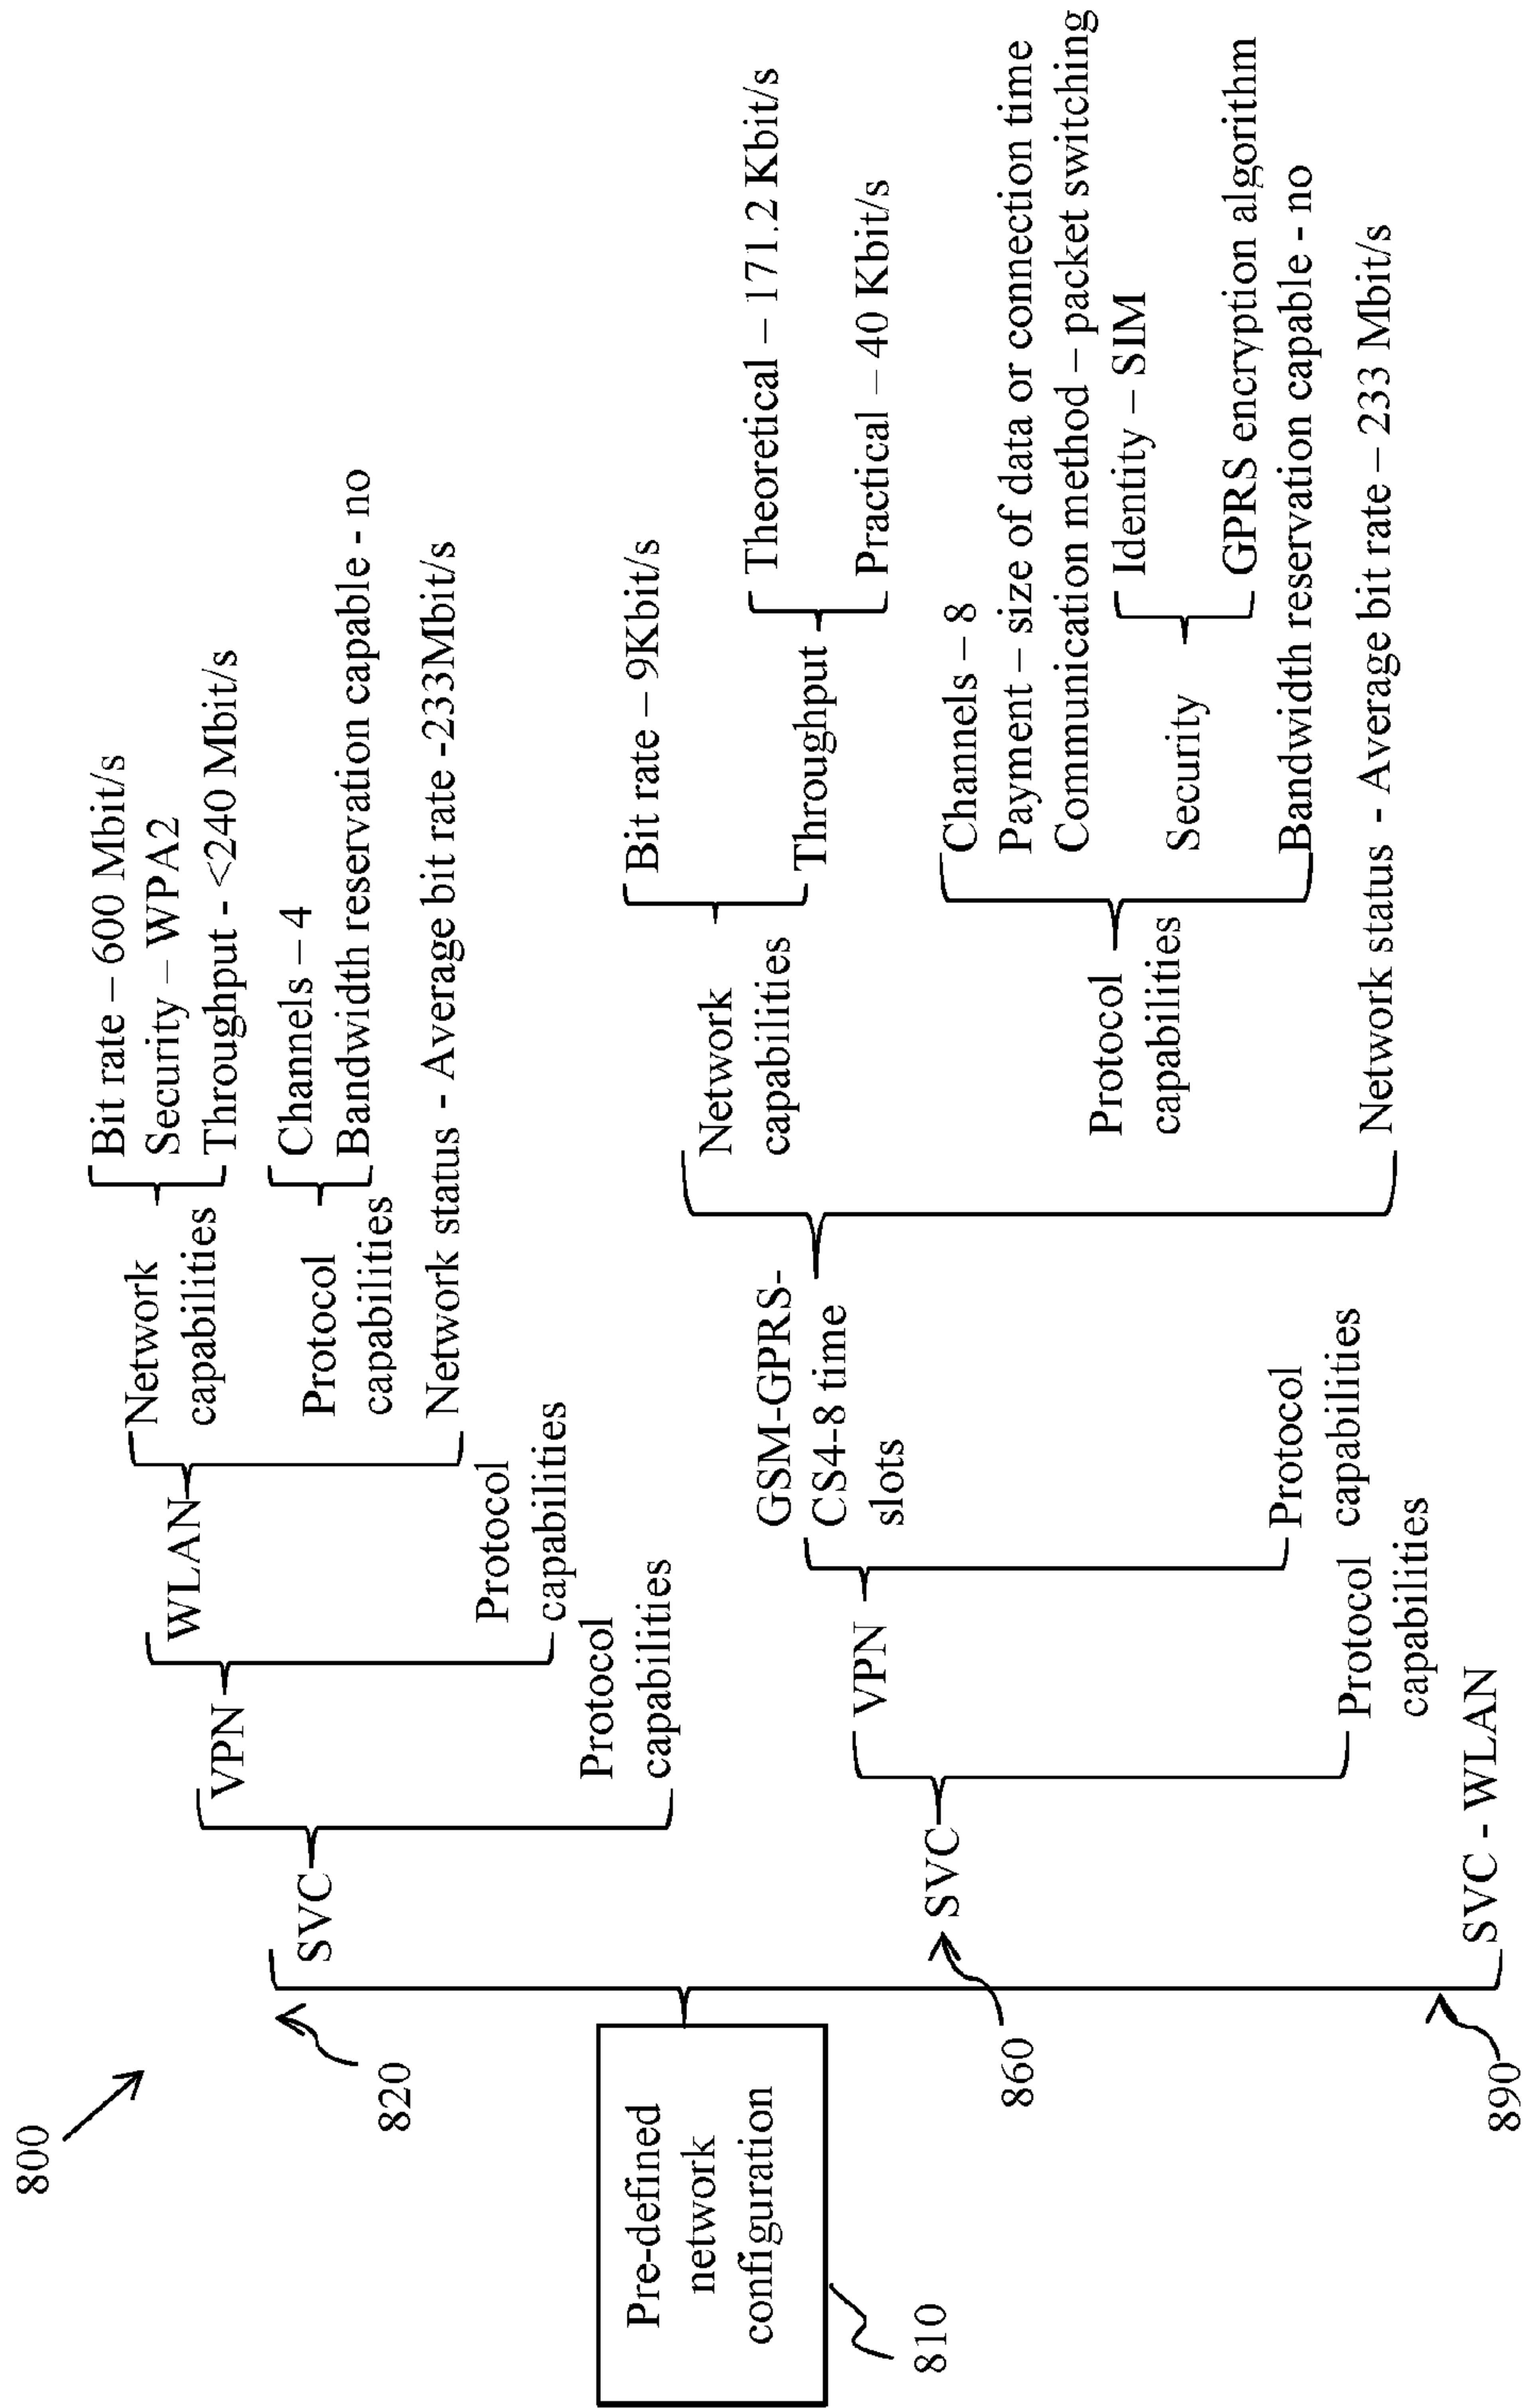 800
810
Pre-defined
network
configuration
820
SVC
VPN
WLAN
Network
capabilities
Bit rate – 600 Mbit/s
Security – WPA2
Throughput - <240 Mbit/s
Protocol
capabilities
Channels – 4
Bandwidth reservation capable - no
Network status - Average bit rate -233Mbit/s
Protocol
capabilities
Protocol
capabilities
860
SVC
VPN
GSM-GPRS-
CS4-8 time
slots
Network
capabilities
Bit rate – 9Kbit/s
Throughput
Theoretical – 171.2 Kbit/s
Practical – 40 Kbit/s
Protocol
capabilities
Channels – 8
Payment – size of data or connection time
Communication method – packet switching
Security
Identity – SIM
GPRS encryption algorithm
Bandwidth reservation capable - no
Network status - Average bit rate – 233 Mbit/s
Protocol
capabilities
Protocol
capabilities
890
SVC - WLAN